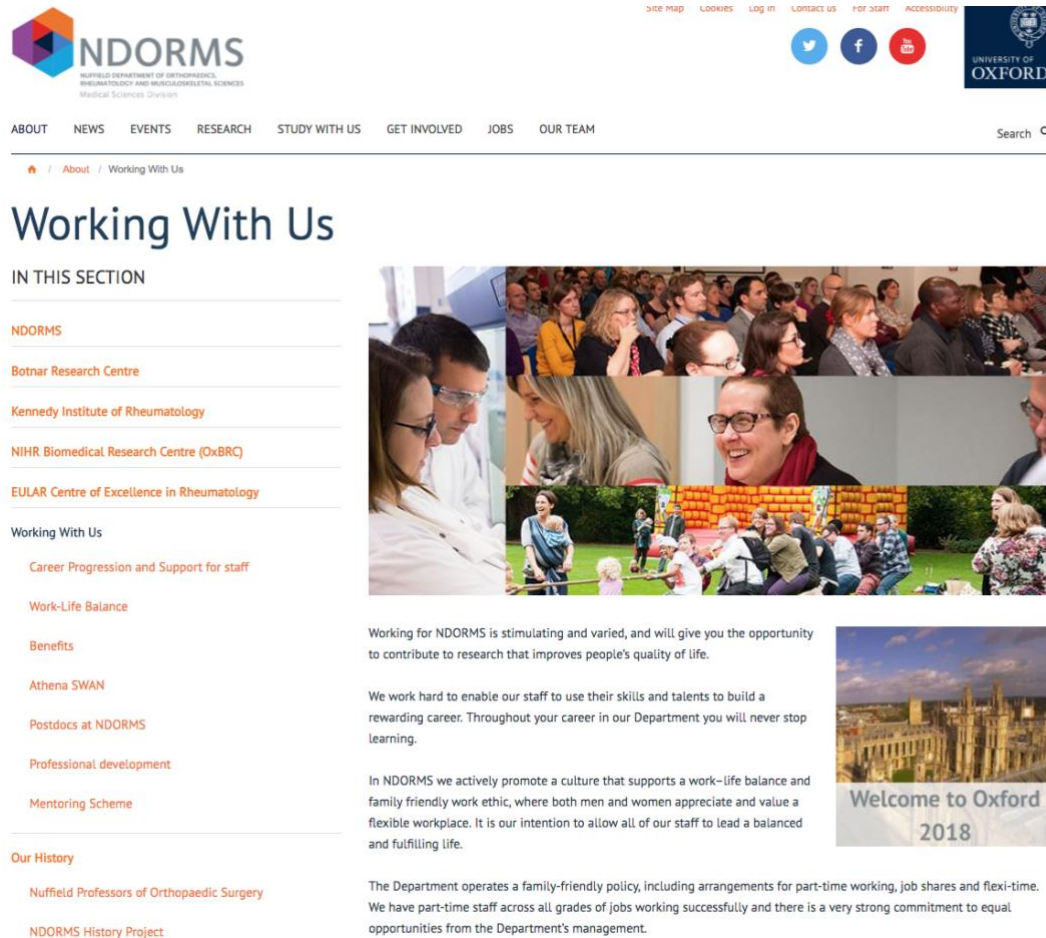 Site Map Cookies Log in Contact us For Staff Accessibility
NDORMS
NUFFIELD DEPARTMENT OF ORTHOPAEDICS,
RHEUMATOLOGY AND MUSCULOSKELETAL SCIENCES
Medical Sciences Division
f
You
Tube
UNIVERSITY OF
OXFORD
ABOUT NEWS EVENTS RESEARCH STUDY WITH US GET INVOLVED JOBS OUR TEAM
Search
/ About / Working With Us
Working With Us
IN THIS SECTION
NDORMS
Botnar Research Centre
Kennedy Institute of Rheumatology
NIHR Biomedical Research Centre (OxBRC)
EULAR Centre of Excellence in Rheumatology
Working With Us
Career Progression and Support for staff
Work-Life Balance
Benefits
Athena SWAN
Postdocs at NDORMS
Professional development
Mentoring Scheme
Our History
Nuffield Professors of Orthopaedic Surgery
NDORMS History Project
Working for NDORMS is stimulating and varied, and will give you the opportunity
to contribute to research that improves people's quality of life.
We work hard to enable our staff to use their skills and talents to build a
rewarding career. Throughout your career in our Department you will never stop
learning.
In NDORMS we actively promote a culture that supports a work–life balance and
family friendly work ethic, where both men and women appreciate and value a
flexible workplace. It is our intention to allow all of our staff to lead a balanced
and fulfilling life.
Welcome to Oxford
2018
The Department operates a family-friendly policy, including arrangements for part-time working, job shares and flexi-time.
We have part-time staff across all grades of jobs working successfully and there is a very strong commitment to equal
opportunities from the Department's management.